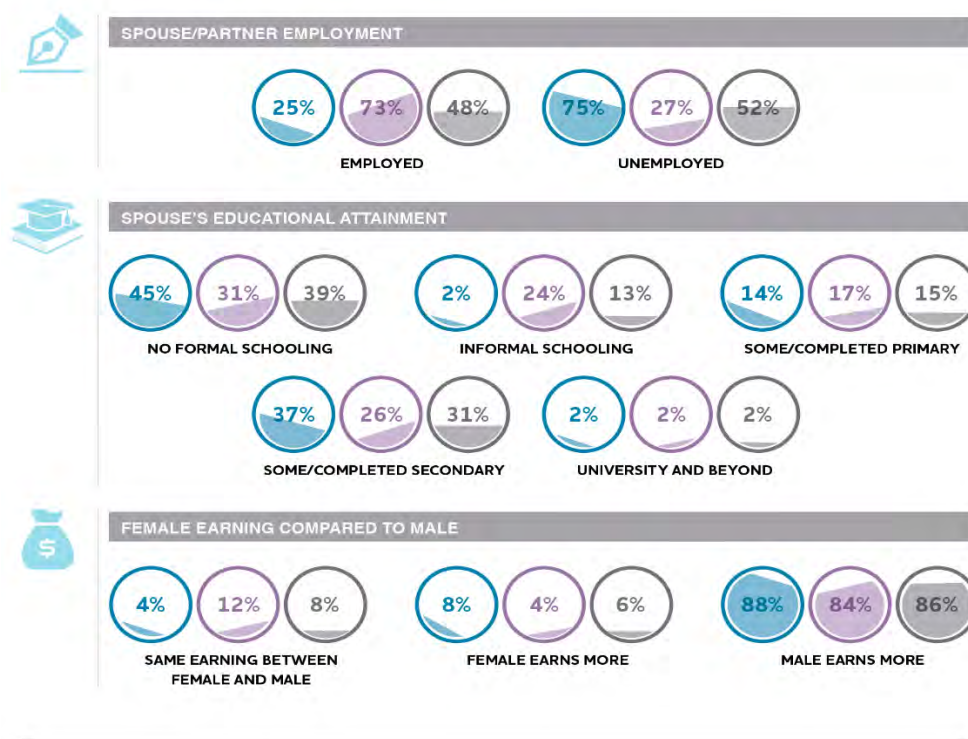 SPOUSE/PARTNER EMPLOYMENT
25% 73% 48% 75% 27% 52%
EMPLOYED UNEMPLOYED
SPOUSE'S EDUCATIONAL ATTAINMENT
45% 31% 39% 2% 24% 13% 14% 17% 15%
NO FORMAL SCHOOLING INFORMAL SCHOOLING SOME/COMPLETED PRIMARY
37% 26% 31% 2% 2% 2%
SOME/COMPLETED SECONDARY UNIVERSITY AND BEYOND
FEMALE EARNING COMPARED TO MALE
$
4% 12% 8% 8% 4% 6% 88% 84% 86%
SAME EARNING BETWEEN FEMALE EARNS MORE MALE EARNS MORE
FEMALE AND MALE